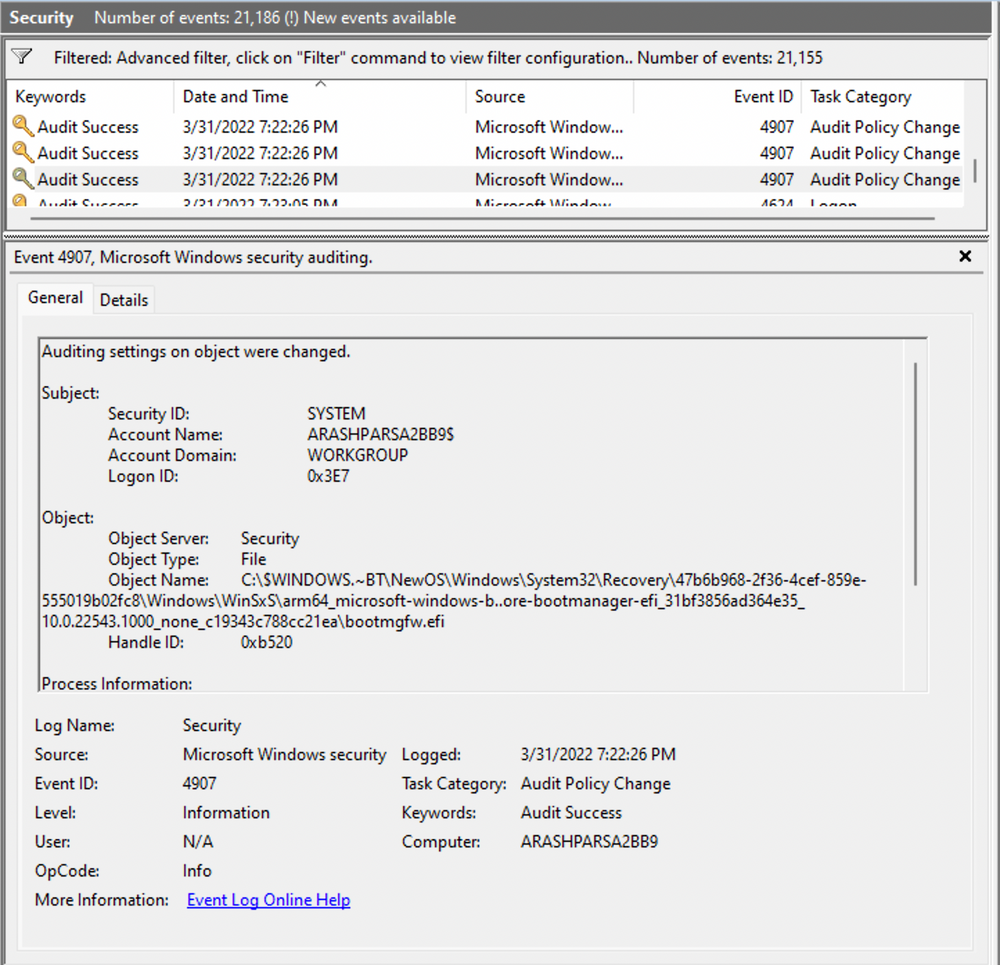 Security Number of events: 21,186 (!) New events available
Filtered: Advanced filter, click on "Filter" command to view filter configuration.. Number of events: 21,155
Keywords Date and Time Source Event ID Task Category
Audit Success 3/31/2022 7:22:26 PM Microsoft Window... 4907 Audit Policy Change
Audit Success 3/31/2022 7:22:26 PM Microsoft Window... 4907 Audit Policy Change
Audit Success 3/31/2022 7:22:26 PM Microsoft Window... 4907 Audit Policy Change
Audit Success 3/31/2022 7:23:05 PM Microsoft Window... 4624 Logon
Event 4907, Microsoft Windows security auditing.
General Details
Auditing settings on object were changed.
Subject:
Security ID: SYSTEM
Account Name: ARASHPARSA2BB9$
Account Domain: WORKGROUP
Logon ID: 0x3E7
Object:
Object Server: Security
Object Type: File
Object Name: C:\$WINDOWS.~BT\NewOS\Windows\System32\Recovery\47b6b968-2f36-4cef-859e-
555019b02fc8\Windows\WinSxS\arm64_microsoft-windows-b..ore-bootmanager-efi_31bf3856ad364e35_
10.0.22543.1000_none_c19343c788cc21ea\bootmgfw.efi
Handle ID: 0xb520
Process Information:
Log Name: Security
Source: Microsoft Windows security Logged: 3/31/2022 7:22:26 PM
Event ID: 4907 Task Category: Audit Policy Change
Level: Information Keywords: Audit Success
User: N/A Computer: ARASHPARSA2BB9
OpCode: Info
More Information: Event Log Online Help